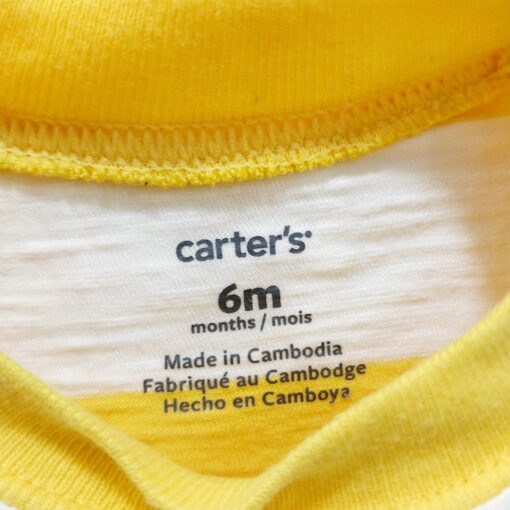 carter's
6m
months / mois
Made in Cambodia
Fabriqué au Cambodge
Hecho en Camboya